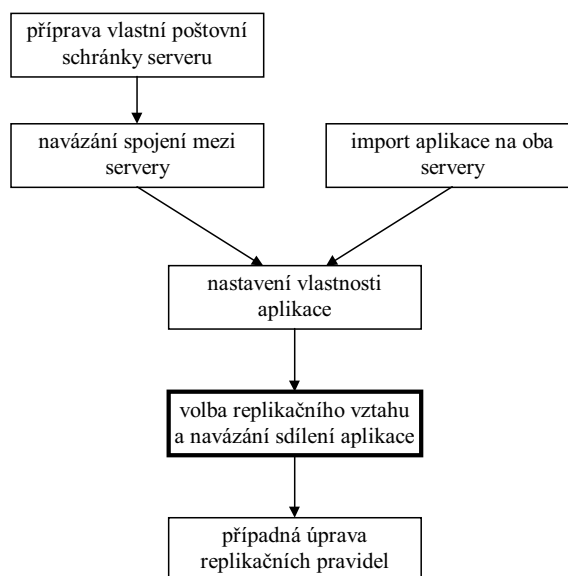 příprava vlastní poštovní
schránky serveru
navázání spojení mezi
servery
import aplikace na oba
servery
nastavení vlastnosti
aplikace
volba replikačního vztahu
a navázání sdílení aplikace
případná úprava
replikačních pravidel